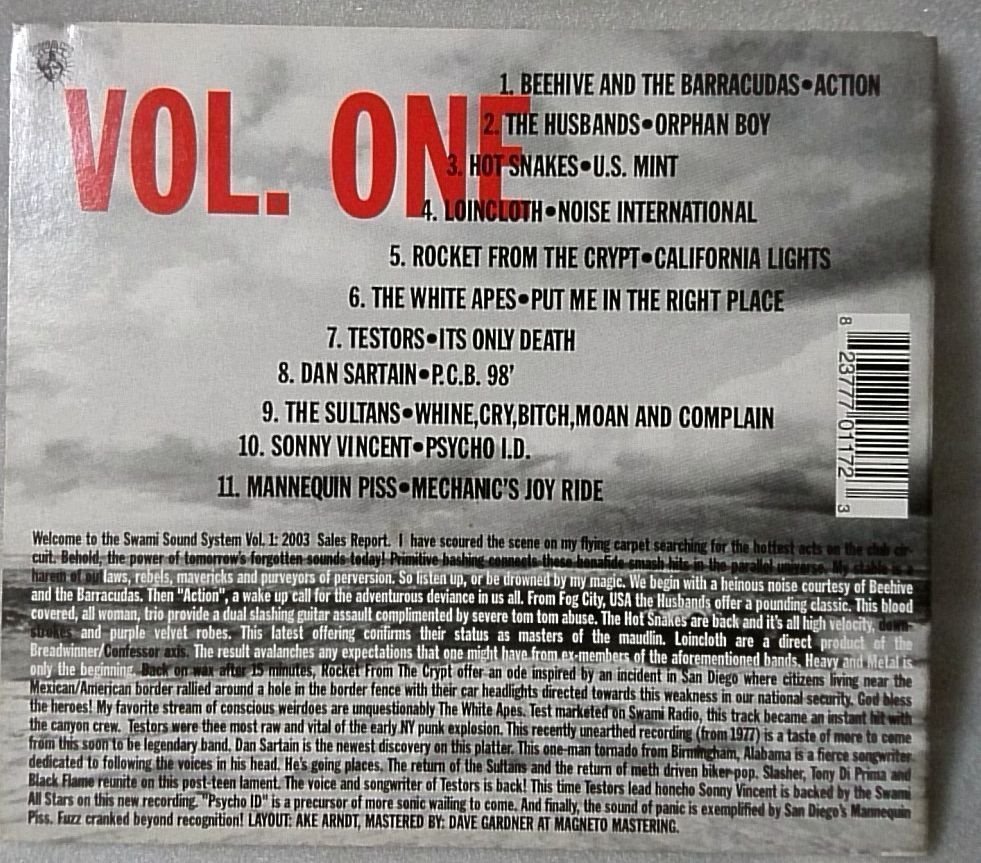 VOL. ONE
1. BEEHIVE AND THE BARRACUDAS•ACTION
2. THE HUSBANDS•ORPHAN BOY
3. HOT SNAKES•U.S. MINT
4. LOINCLOTH•NOISE INTERNATIONAL
5. ROCKET FROM THE CRYPT•CALIFORNIA LIGHTS
6. THE WHITE APES•PUT ME IN THE RIGHT PLACE
7. TESTORS•ITS ONLY DEATH
8. DAN SARTAIN•P.C.B. 98'
9. THE SULTANS•WHINE,CRY,BITCH,MOAN AND COMPLAIN
10. SONNY VINCENT•PSYCHO I.D.
11. MANNEQUIN PISS•MECHANIC'S JOY RIDE
8 23777 01172 3
Welcome to the Swami Sound System Vol. 1: 2003 Sales Report. I have scoured the scene on my flying carpet searching for the hottest acts on the club cir-
cuit. Behold, the power of tomorrow's forgotten sounds today! Primitive bashing connects these bonafide smash hits in the parallel universe. My stable is a
harem of outlaws, rebels, mavericks and purveyors of perversion. So listen up, or be drowned by my magic. We begin with a heinous noise courtesy of Beehive
and the Barracudas. Then "Action", a wake up call for the adventurous deviance in us all. From Fog City, USA the Husbands offer a pounding classic. This blood
covered, all woman, trio provide a dual slashing guitar assault complimented by severe tom tom abuse. The Hot Snakes are back and it's all high velocity, down-
strokes and purple velvet robes. This latest offering confirms their status as masters of the maudlin. Loincloth are a direct product of the
Breadwinner/Confessor axis. The result avalanches any expectations that one might have from ex-members of the aforementioned bands. Heavy and Metal is
only the beginning. Back on wax after 15 minutes, Rocket From The Crypt offer an ode inspired by an incident in San Diego where citizens living near the
Mexican/American border rallied around a hole in the border fence with their car headlights directed towards this weakness in our national security. God bless
the heroes! My favorite stream of conscious weirdoes are unquestionably The White Apes. Test marketed on Swami Radio, this track became an instant hit with
the canyon crew. Testors were thee most raw and vital of the early NY punk explosion. This recently unearthed recording (from 1977) is a taste of more to come
from this soon to be legendary band. Dan Sartain is the newest discovery on this platter. This one-man tornado from Birmingham, Alabama is a fierce songwriter
dedicated to following the voices in his head. He's going places. The return of the Sultans and the return of meth driven biker-pop. Slasher, Tony Di Prima and
Black Flame reunite on this post-teen lament. The voice and songwriter of Testors is back! This time Testors lead honcho Sonny Vincent is backed by the Swami
All Stars on this new recording. "Psycho ID" is a precursor of more sonic wailing to come. And finally, the sound of panic is exemplified by San Diego's Mannequin
Piss. Fuzz cranked beyond recognition! LAYOUT: AKE ARNDT, MASTERED BY: DAVE GARDNER AT MAGNETO MASTERING.